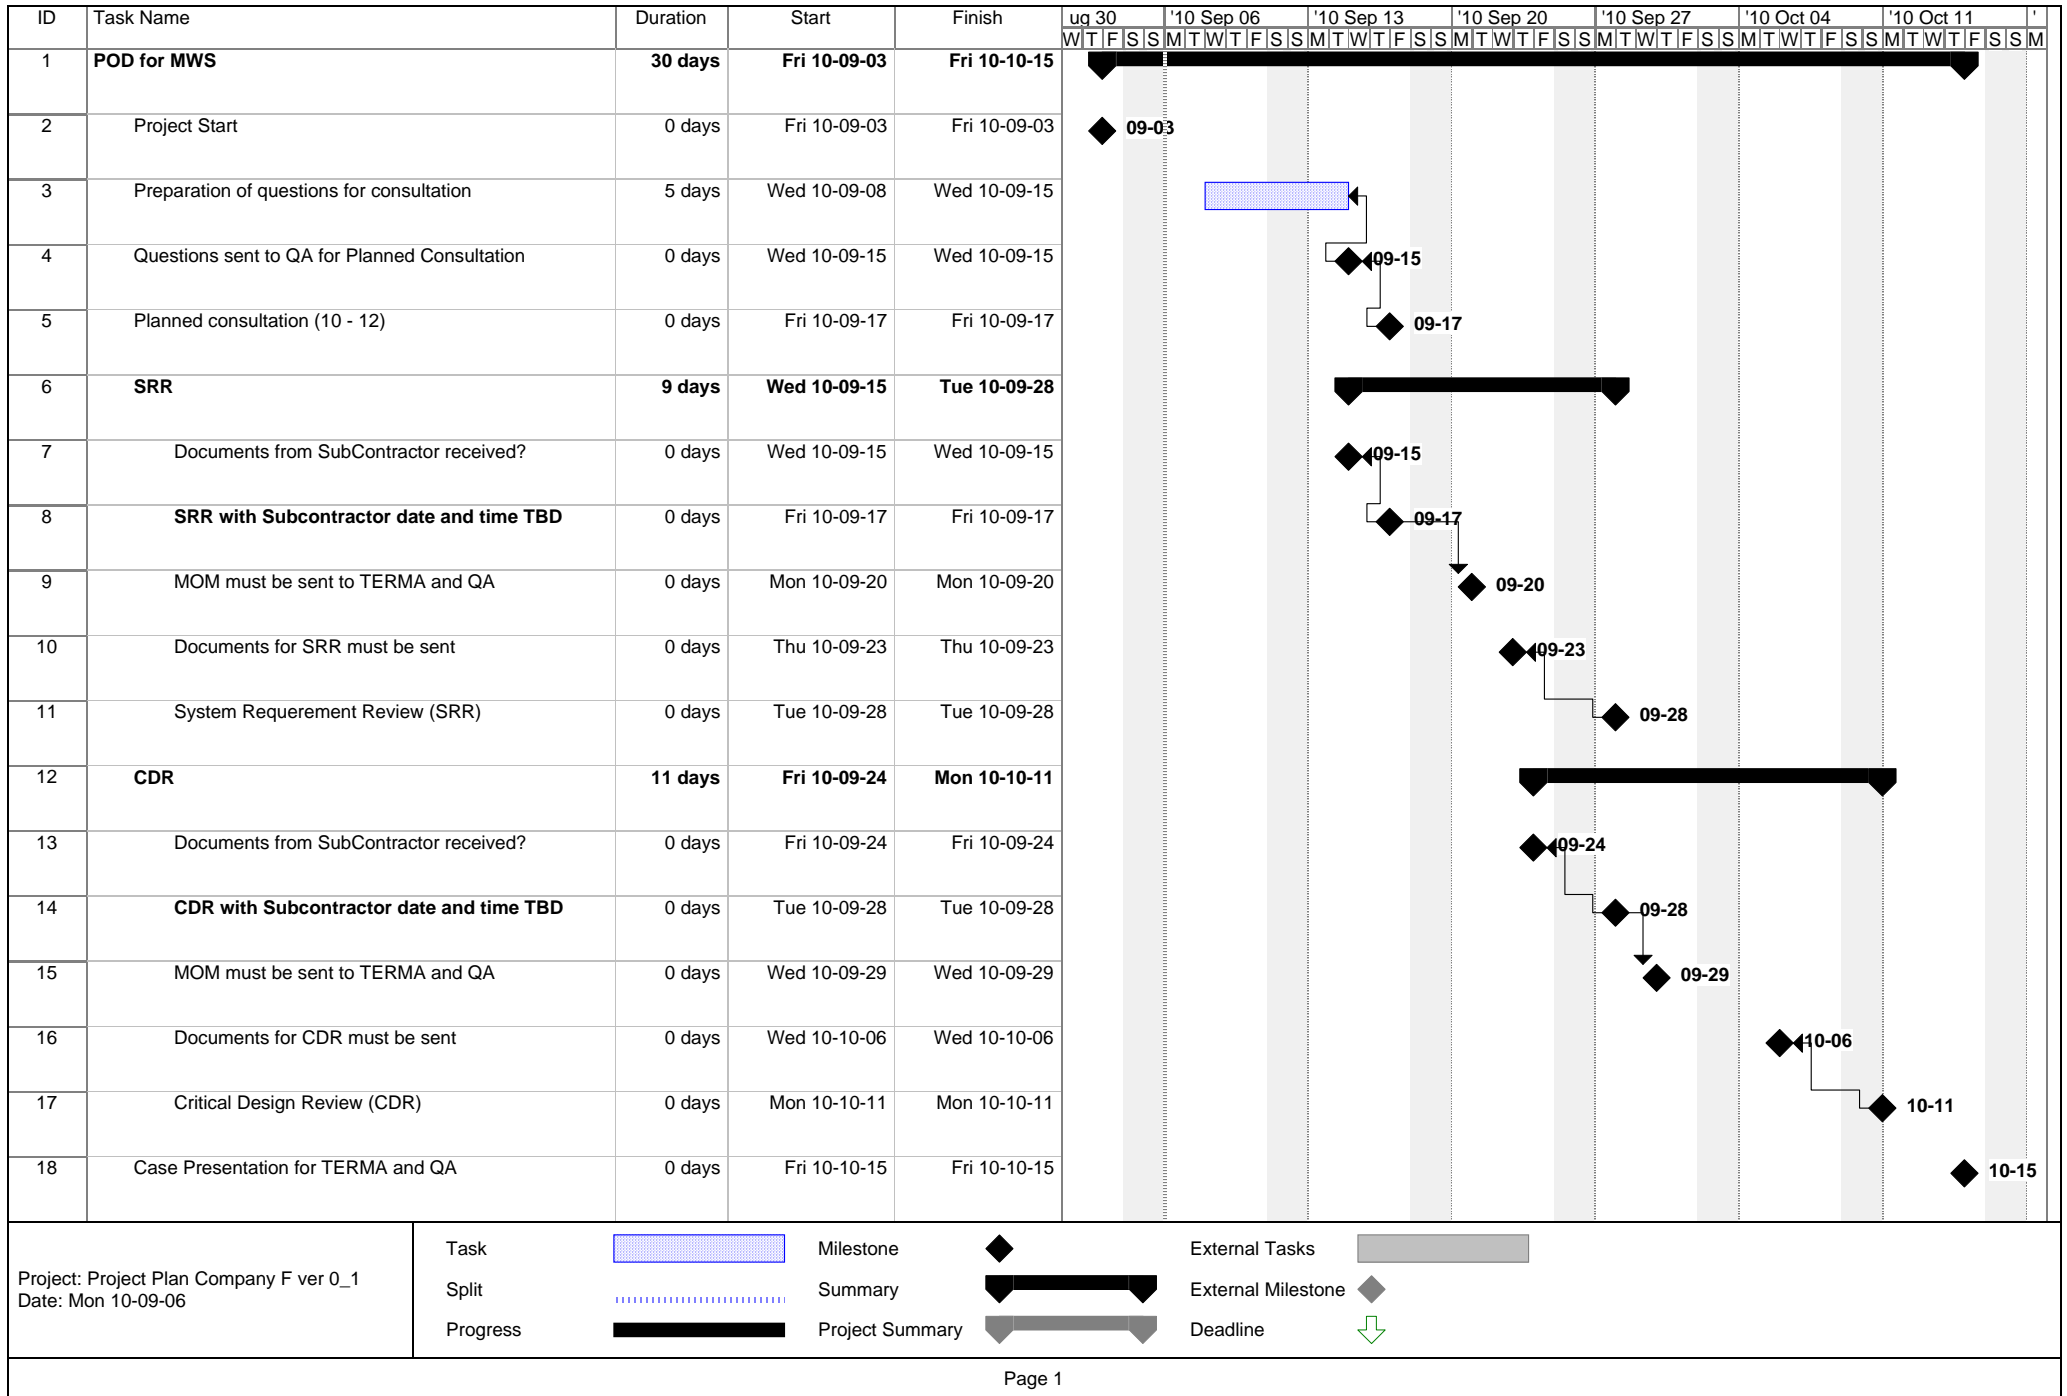 ID Task Name Duration Start Finish ug 30 '10 Sep 06 '10 Sep 13 '10 Sep 20 '10 Sep 27 '10 Oct 04 '10 Oct 11 '
W T F S S M T W T F S S M T W T F S S M T W T F S S M T W T F S S M T W T F S S M T W T F S S M
1 POD for MWS 30 days Fri 10-09-03 Fri 10-10-15
2 Project Start 0 days Fri 10-09-03 Fri 10-09-03 09-03
3 Preparation of questions for consultation 5 days Wed 10-09-08 Wed 10-09-15
4 Questions sent to QA for Planned Consultation 0 days Wed 10-09-15 Wed 10-09-15 09-15
5 Planned consultation (10 - 12) 0 days Fri 10-09-17 Fri 10-09-17 09-17
6 SRR 9 days Wed 10-09-15 Tue 10-09-28
7 Documents from SubContractor received? 0 days Wed 10-09-15 Wed 10-09-15 09-15
8 SRR with Subcontractor date and time TBD 0 days Fri 10-09-17 Fri 10-09-17 09-17
9 MOM must be sent to TERMA and QA 0 days Mon 10-09-20 Mon 10-09-20 09-20
10 Documents for SRR must be sent 0 days Thu 10-09-23 Thu 10-09-23 09-23
11 System Requerement Review (SRR) 0 days Tue 10-09-28 Tue 10-09-28 09-28
12 CDR 11 days Fri 10-09-24 Mon 10-10-11
13 Documents from SubContractor received? 0 days Fri 10-09-24 Fri 10-09-24 09-24
14 CDR with Subcontractor date and time TBD 0 days Tue 10-09-28 Tue 10-09-28 09-28
15 MOM must be sent to TERMA and QA 0 days Wed 10-09-29 Wed 10-09-29 09-29
16 Documents for CDR must be sent 0 days Wed 10-10-06 Wed 10-10-06 10-06
17 Critical Design Review (CDR) 0 days Mon 10-10-11 Mon 10-10-11 10-11
18 Case Presentation for TERMA and QA 0 days Fri 10-10-15 Fri 10-10-15 10-15
Project: Project Plan Company F ver 0_1
Date: Mon 10-09-06
Task Milestone External Tasks
Split Summary External Milestone
Progress Project Summary Deadline
Page 1